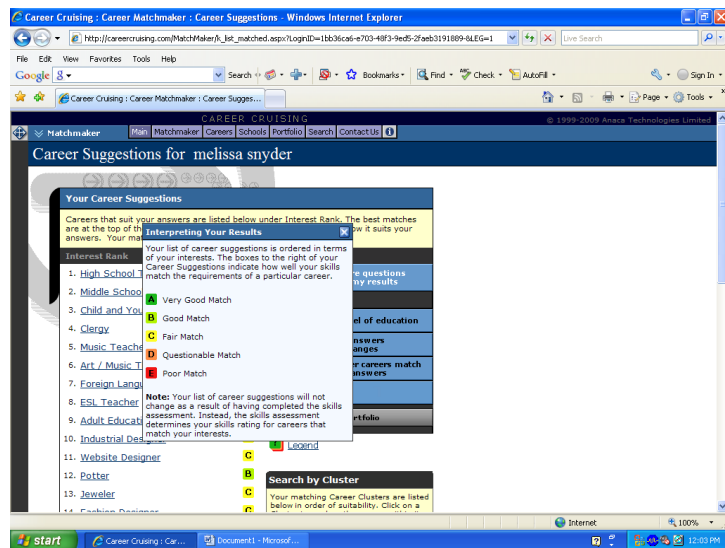 Career Cruising : Career Matchmaker : Career Suggestions - Windows Internet Explorer
http://careercruising.com/MatchMaker/k_list_matched.aspx?LoginID=1bb36ca6-e703-48f3-9ed5-2faeb3191889-6LEG=1
Live Search
File Edit View Favorites Tools Help
Google Search Bookmarks Find Check AutoFill Sign In
Career Cruising : Career Matchmaker : Career Sugges... Page Tools
CAREER CRUISING © 1999-2009 Anaca Technologies Limited
Matchmaker Main Matchmaker Careers Schools Portfolio Search Contact Us
Career Suggestions for melissa snyder
Your Career Suggestions
Careers that suit your answers are listed below under Interest Rank. The best matches
are at the top of th
ow it suits your
answers. Your ma
Interpreting Your Results
Your list of career suggestions is ordered in terms
of your interests. The boxes to the right of your
Career Suggestions indicate how well your skills
match the requirements of a particular career.
A Very Good Match
B Good Match
C Fair Match
D Questionable Match
E Poor Match
Note: Your list of career suggestions will not
change as a result of having completed the skills
assessment. Instead, the skills assessment
determines your skills rating for careers that
match your interests.
Interest Rank
1. High School T
2. Middle Schoo
3. Child and You
4. Clergy
5. Music Teache
6. Art / Music T
7. Foreign Langu
8. ESL Teacher
9. Adult Educati
10. Industrial Des
11. Website Designer C
12. Potter B
13. Jeweler C
14. Fashion Designer C
e questions
my results
el of education
nswers
anges
r careers match
answers
rtfolio
Legend
Search by Cluster
Your matching Career Clusters are listed
below in order of suitability. Click on a
Internet 100%
start Career Cruising : Car... Document1 - Microsof... 12:03 PM